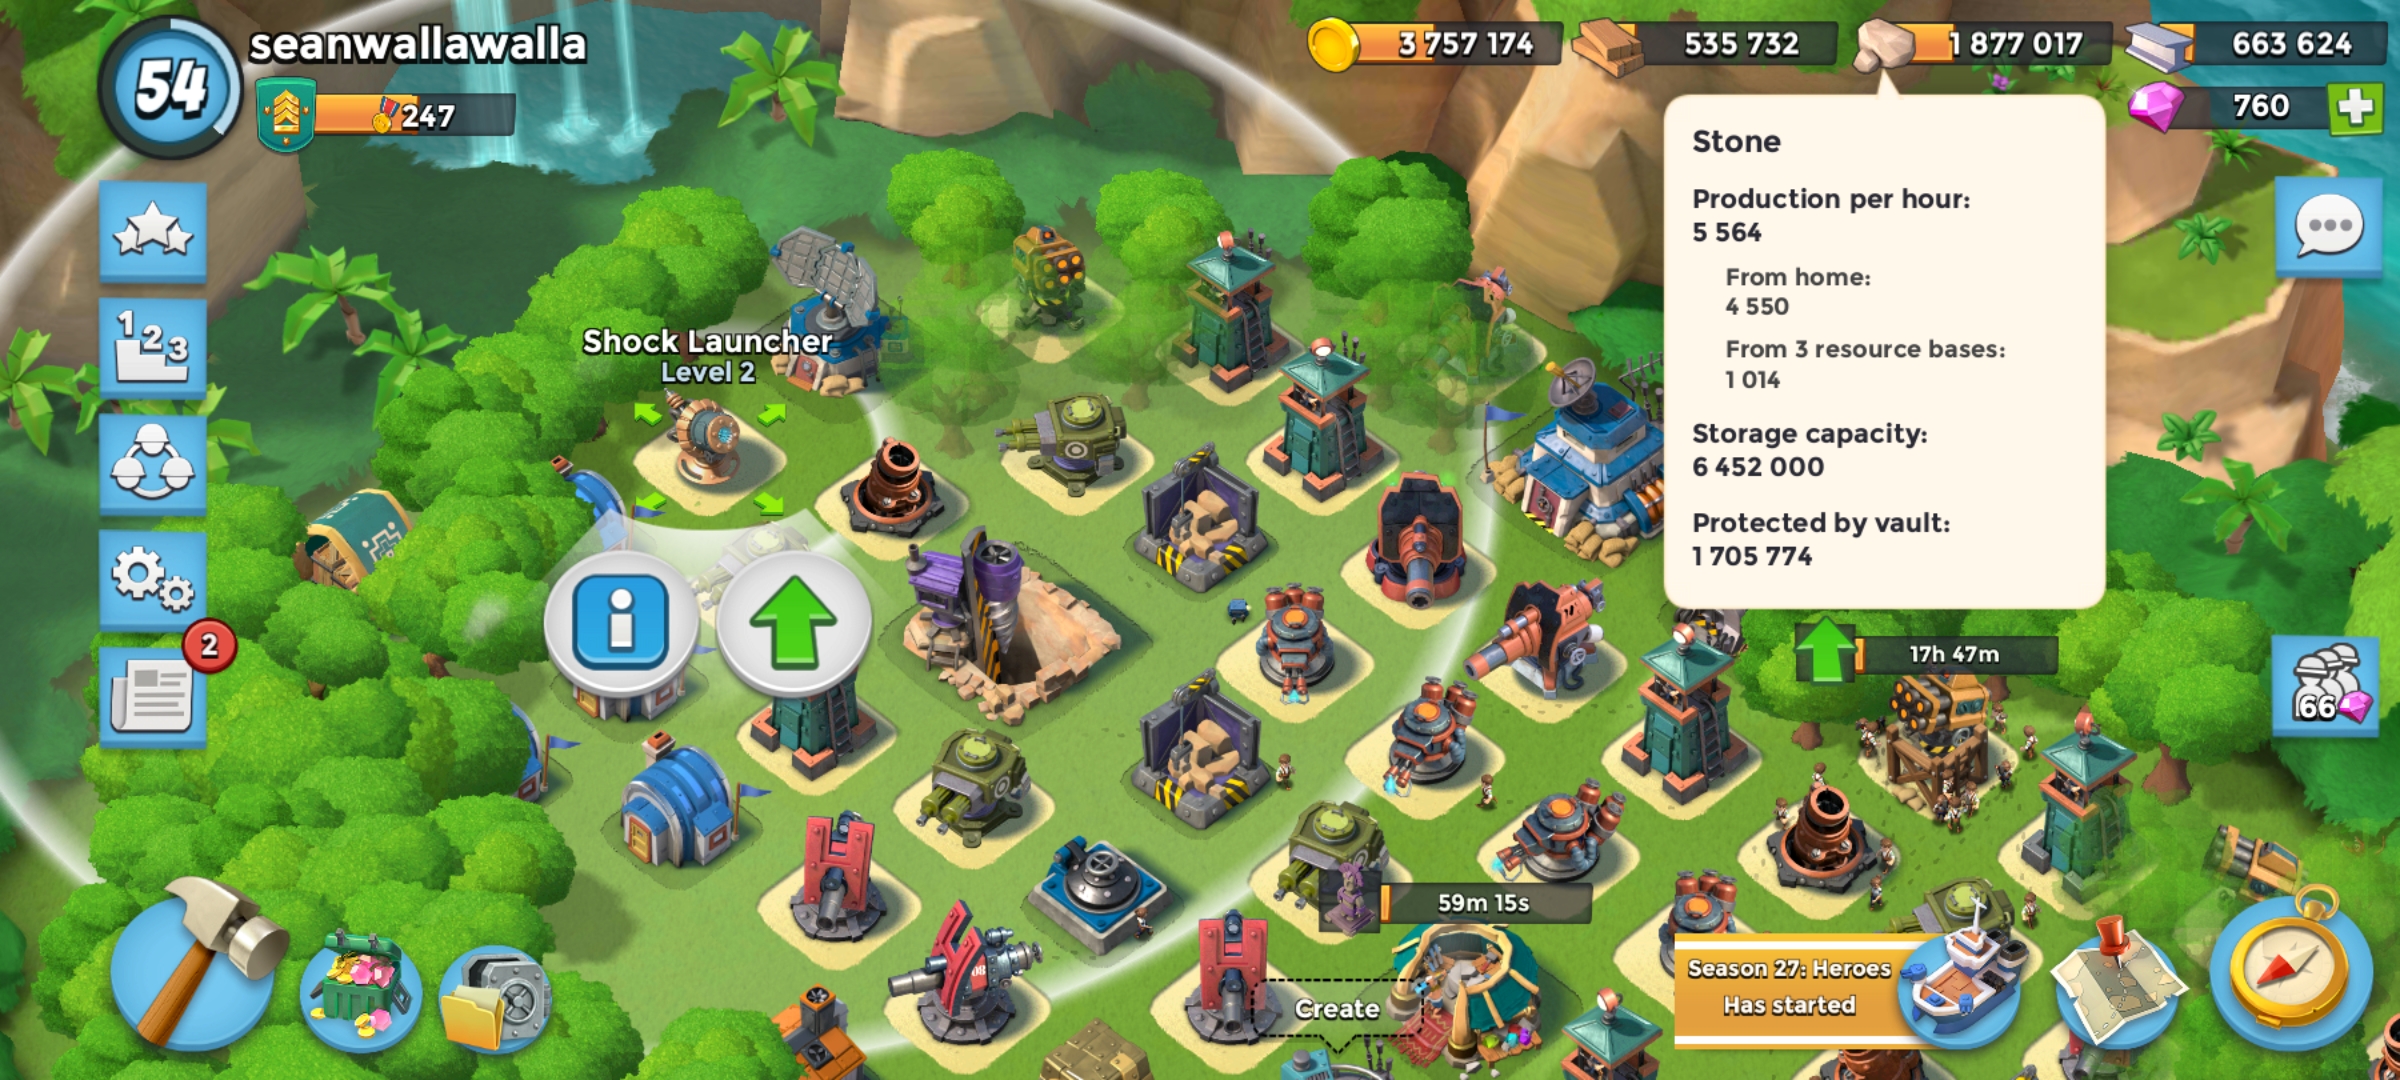 54
seanwallawalla
247
3 757 174
535 732
1 877 017
663 624
760
Stone
Production per hour:
5 564
From home:
4 550
From 3 resource bases:
1 014
Storage capacity:
6 452 000
Protected by vault:
1 705 774
123
Shock Launcher
Level 2
2
17h 47m
66
59m 15s
Create
Season 27: Heroes
Has started